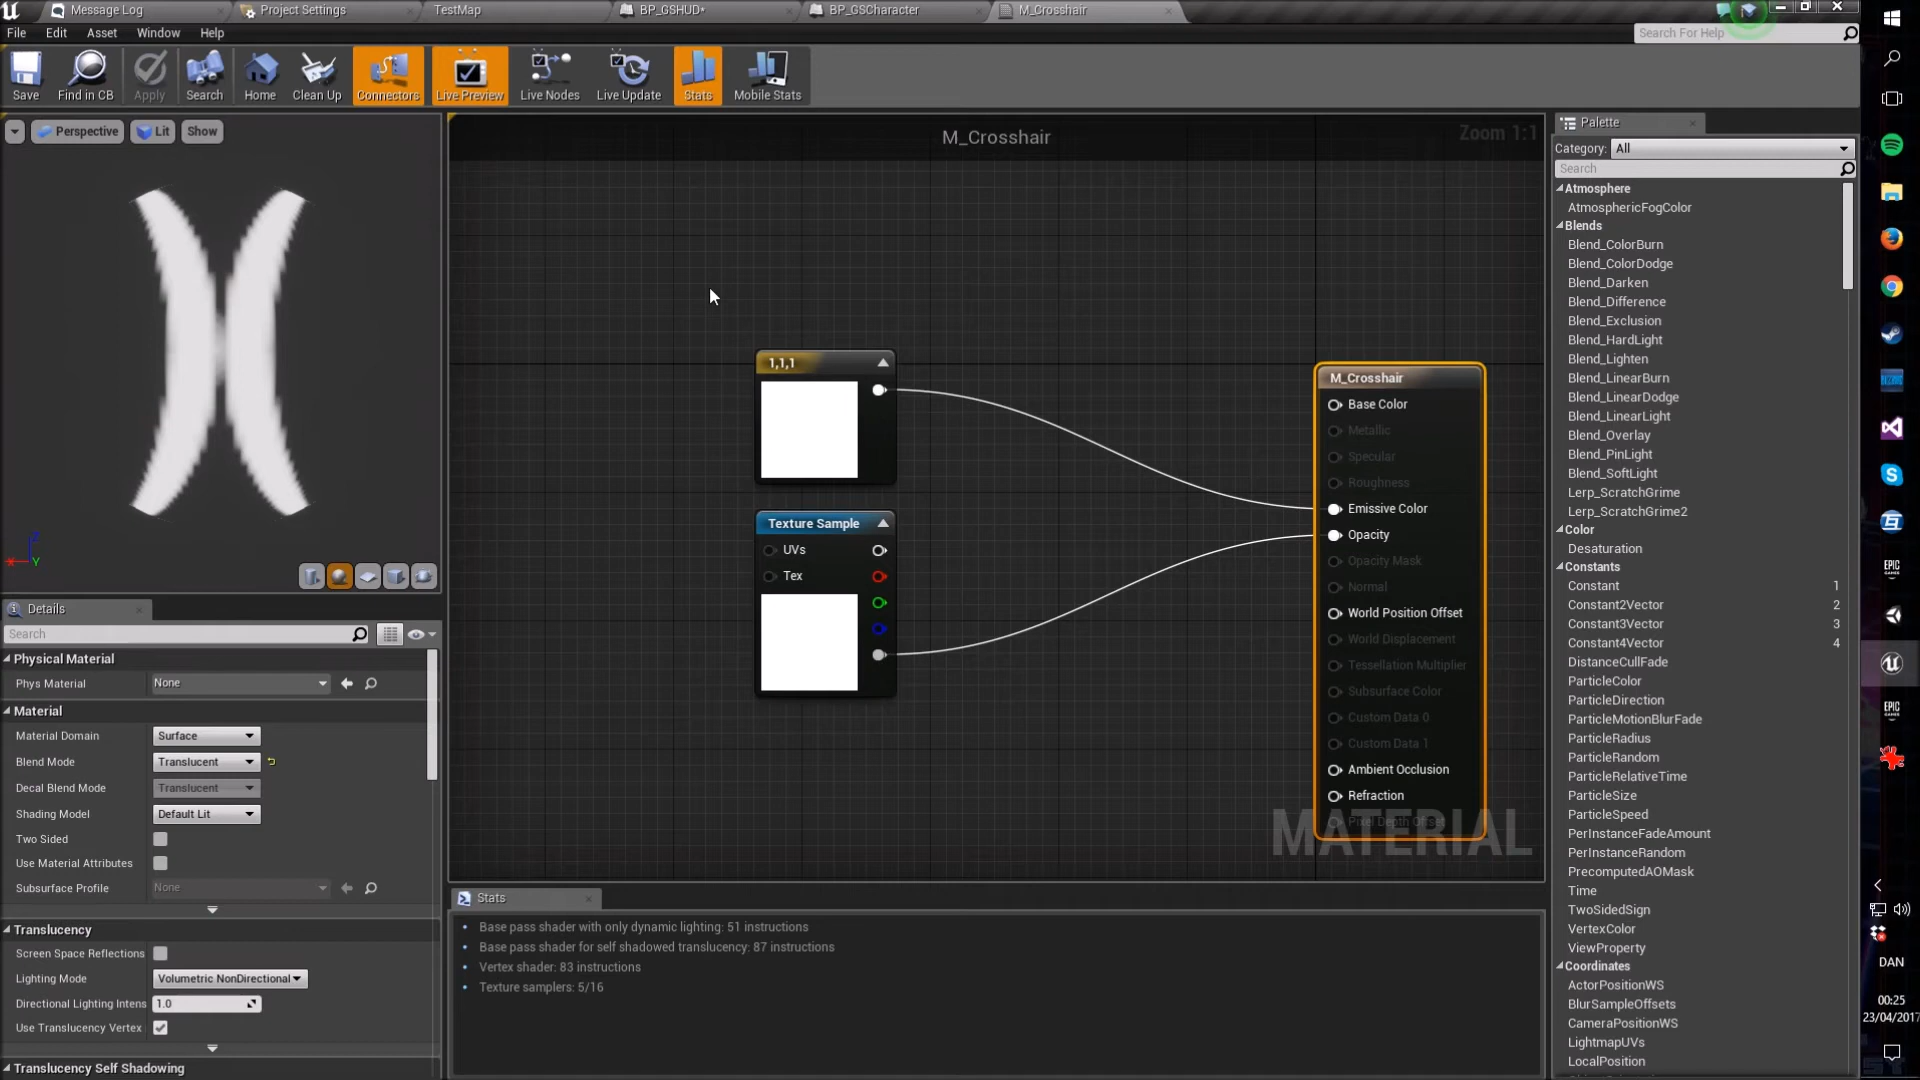 Message Log
Project Settings
TestMap
BP_GSHUD*
BP_GSCharacter
M_Crosshair
File
Edit
Asset
Window
Help
Search For Help
Save
Find in CB
Apply
Search
Home
Clean Up
Connectors
Live Preview
Live Nodes
Live Update
Stats
Mobile Stats
Perspective
Lit
Show
Z
X
Y
M_Crosshair
Zoom 1:1
1,1,1
Texture Sample
UVs
Tex
M_Crosshair
Base Color
Metallic
Specular
Roughness
Emissive Color
Opacity
Opacity Mask
Normal
World Position Offset
World Displacement
Tessellation Multiplier
Subsurface Color
Custom Data 0
Custom Data 1
Ambient Occlusion
Refraction
Pixel Depth Offset
MATERIAL
Details
Search
Physical Material
Phys Material
None
Material
Material Domain
Surface
Blend Mode
Translucent
Decal Blend Mode
Translucent
Shading Model
Default Lit
Two Sided
Use Material Attributes
Subsurface Profile
None
Translucency
Screen Space Reflections
Lighting Mode
Volumetric NonDirectional
Directional Lighting Intens
1.0
Use Translucency Vertex
Translucency Self Shadowing
Stats
Base pass shader with only dynamic lighting: 51 instructions
Base pass shader for self shadowed translucency: 87 instructions
Vertex shader: 83 instructions
Texture samplers: 5/16
Palette
Category:
All
Search
Atmosphere
AtmosphericFogColor
Blends
Blend_ColorBurn
Blend_ColorDodge
Blend_Darken
Blend_Difference
Blend_Exclusion
Blend_HardLight
Blend_Lighten
Blend_LinearBurn
Blend_LinearDodge
Blend_LinearLight
Blend_Overlay
Blend_PinLight
Blend_SoftLight
Lerp_ScratchGrime
Lerp_ScratchGrime2
Color
Desaturation
Constants
Constant 1
Constant2Vector 2
Constant3Vector 3
Constant4Vector 4
DistanceCullFade
ParticleColor
ParticleDirection
ParticleMotionBlurFade
ParticleRadius
ParticleRandom
ParticleRelativeTime
ParticleSize
ParticleSpeed
PerInstanceFadeAmount
PerInstanceRandom
PrecomputedAOMask
Time
TwoSidedSign
VertexColor
ViewProperty
Coordinates
ActorPositionWS
BlurSampleOffsets
CameraPositionWS
LightmapUVs
LocalPosition
EPIC
EPIC
DAN
00:25
23/04/2017